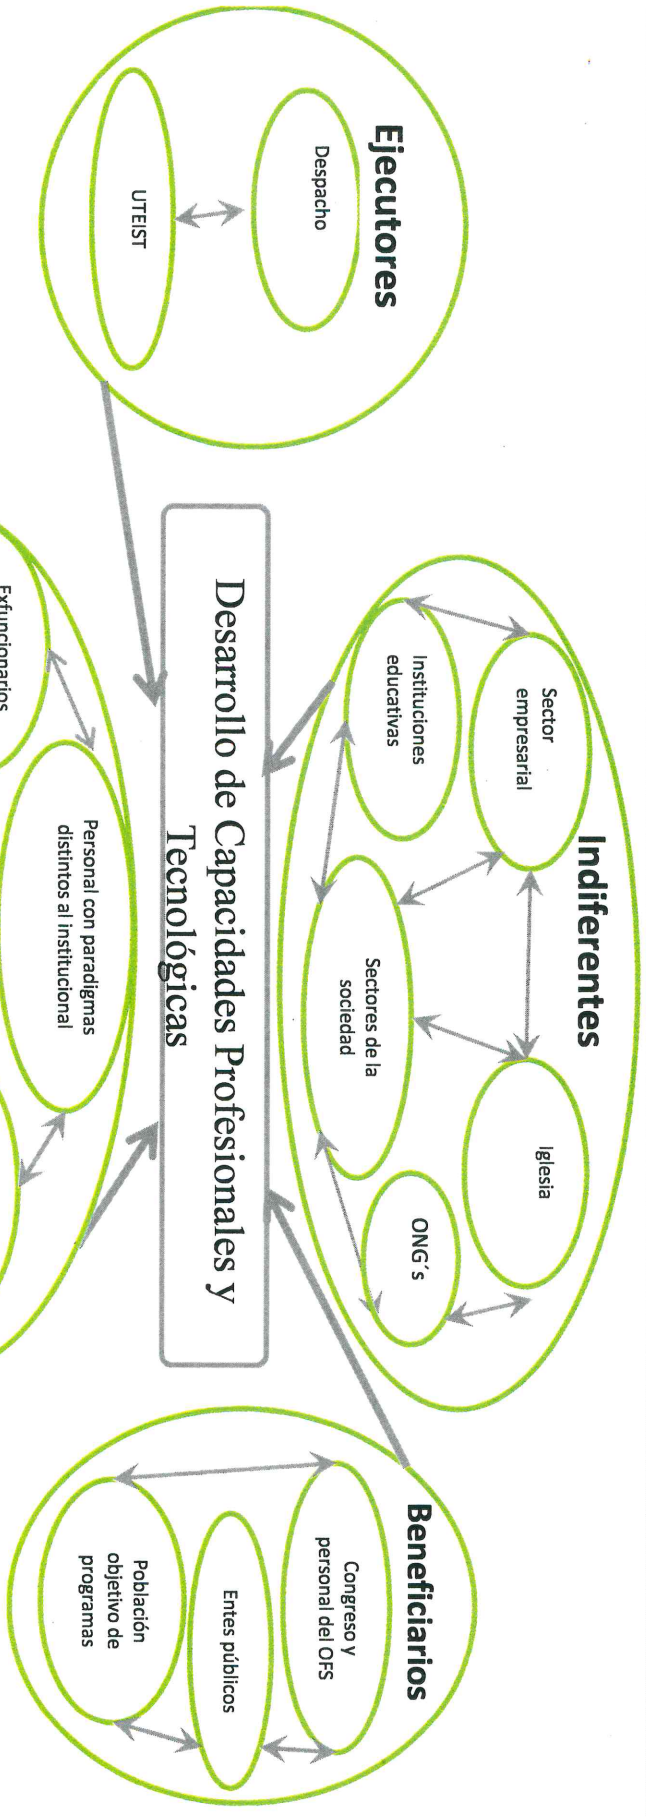 Ejecutores
Despacho
UTEIST
Indiferentes
Sector
empresarial
Iglesia
Instituciones
educativas
Sectores de la
sociedad
ONG´s
Desarrollo de Capacidades Profesionales y
Tecnológicas
Beneficiarios
Congreso y
personal del OFS
Entes públicos
Población
objetivo de
programas
Personal con paradigmas
distintos al institucional
Exfuncionarios